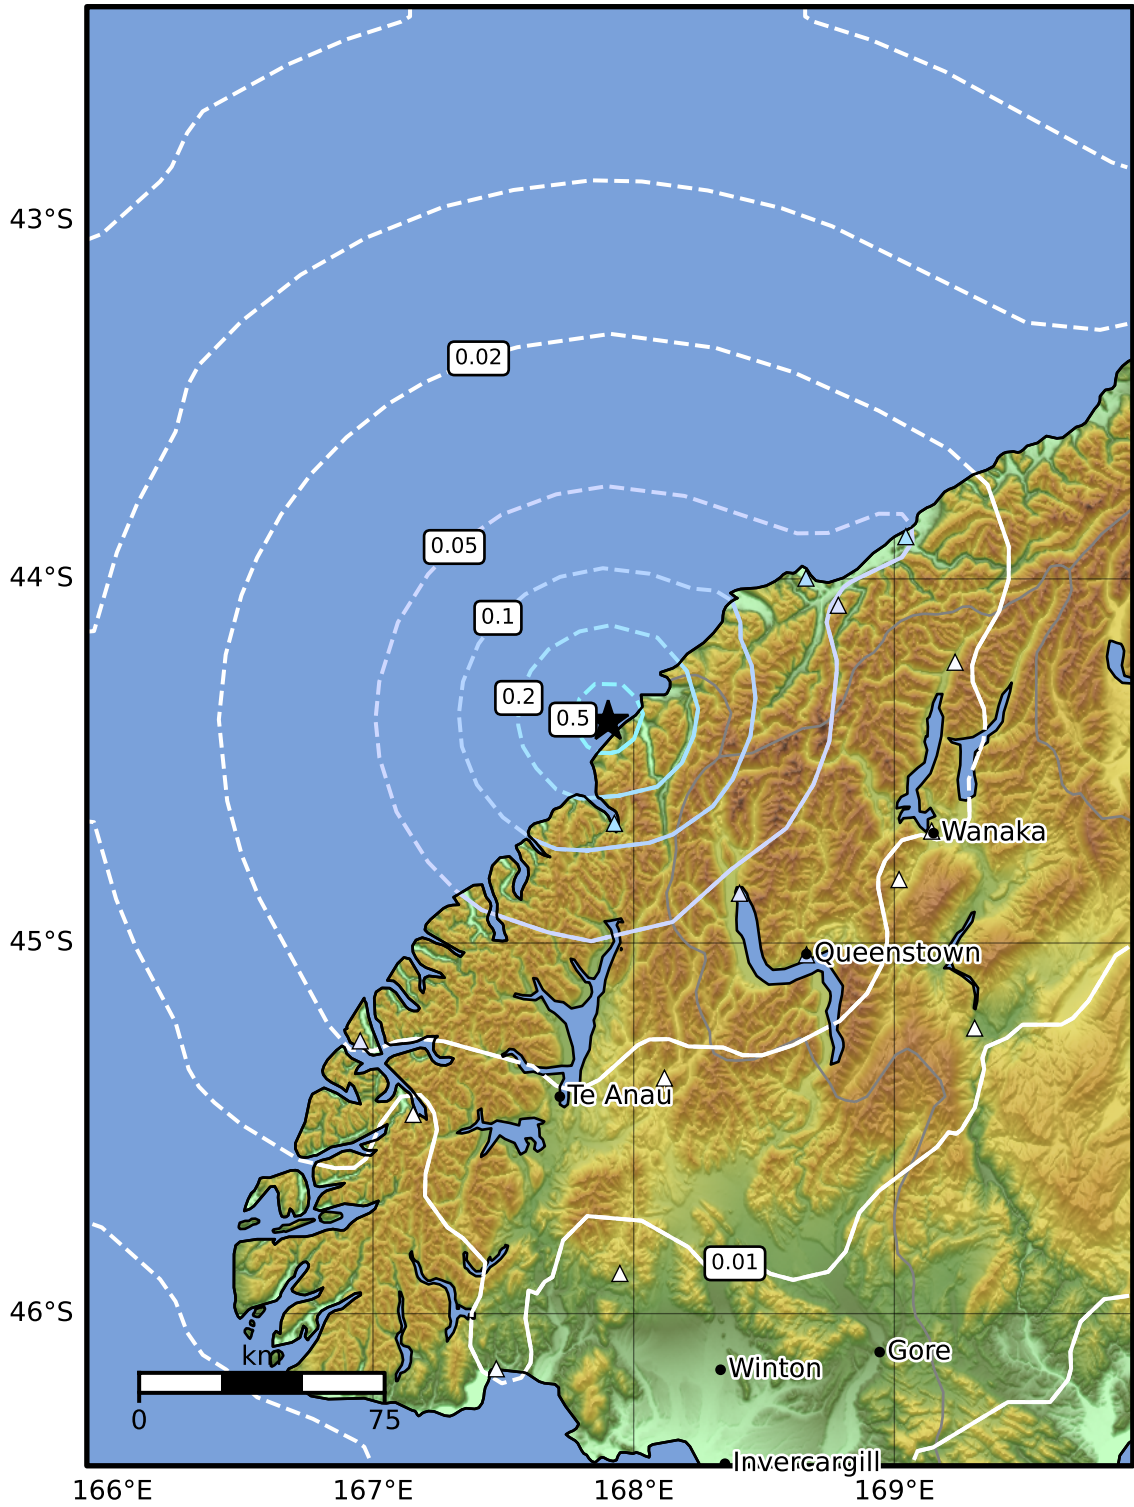 43°S
0.02
0.05
44°S
0.1
0.2
0.5
Wanaka
45°S
Queenstown
Te Anau
0.01
46°S
km
0
75
Gore
Winton
Invercargill
166°E
167°E
168°E
169°E